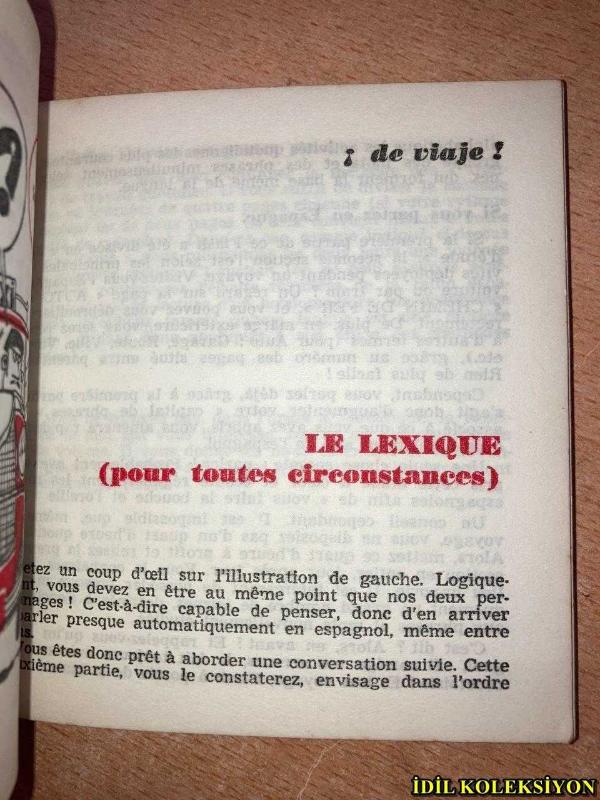 ¡ de viaje !
LE LEXIQUE
(pour toutes circonstances)
etez un coup d'œil sur l'illustration de gauche. Logique-
nt, vous devez en être au même point que nos deux per-
nages ! C'est-à-dire capable de penser, donc d'en arriver
parler presque automatiquement en espagnol, même entre
us.
Vous êtes donc prêt à aborder une conversation suivie. Cette
uxième partie, vous le constaterez, envisage dans l'ordre
İDİL KOLEKSİYON